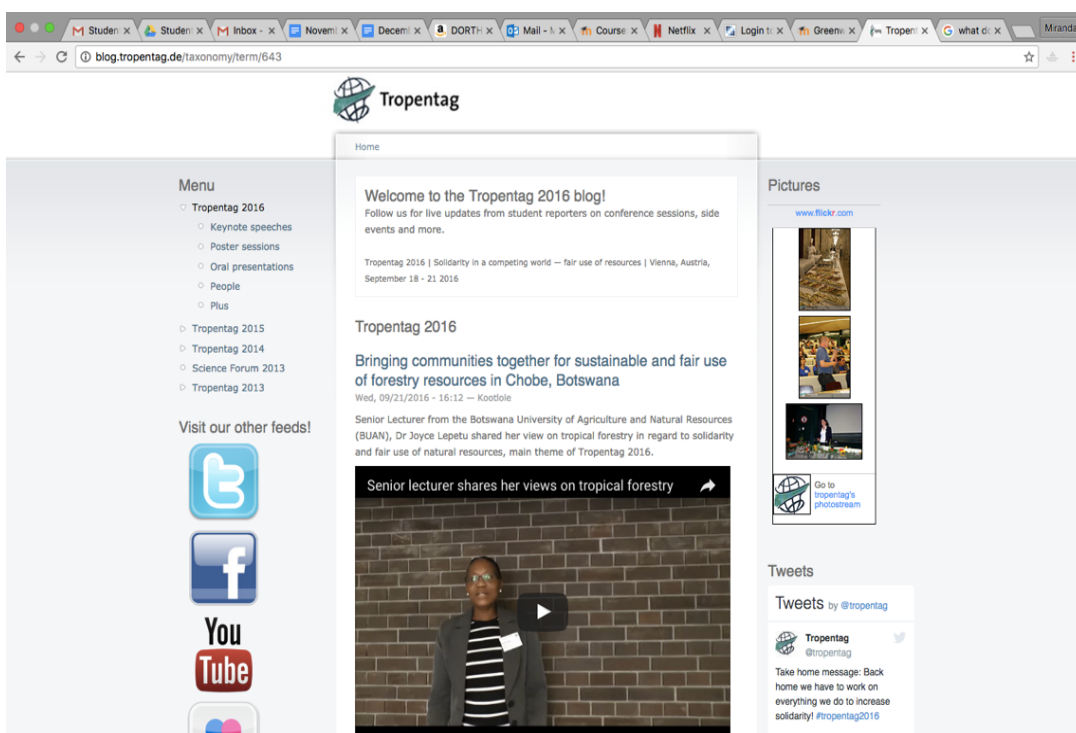 Studen
Studen
Inbox -
Novem
Decem
DORTH
Mail - M
Course
Netflix
Login to
Greenw
Tropen
what do
Miranda
blog.tropentag.de/taxonomy/term/643
Tropentag
Home
Menu
Tropentag 2016
Keynote speeches
Poster sessions
Oral presentations
People
Plus
Tropentag 2015
Tropentag 2014
Science Forum 2013
Tropentag 2013
Visit our other feeds!
You
Tube
Welcome to the Tropentag 2016 blog!
Follow us for live updates from student reporters on conference sessions, side
events and more.
Tropentag 2016 | Solidarity in a competing world — fair use of resources | Vienna, Austria,
September 18 - 21 2016
Tropentag 2016
Bringing communities together for sustainable and fair use
of forestry resources in Chobe, Botswana
Wed, 09/21/2016 - 16:12 — Kootlole
Senior Lecturer from the Botswana University of Agriculture and Natural Resources
(BUAN), Dr Joyce Lepetu shared her view on tropical forestry in regard to solidarity
and fair use of natural resources, main theme of Tropentag 2016.
Senior lecturer shares her views on tropical forestry
Pictures
www.flickr.com
Go to
tropentag's
photostream
Tweets
Tweets by @tropentag
Tropentag
@tropentag
Take home message: Back
home we have to work on
everything we do to increase
solidarity! #tropentag2016